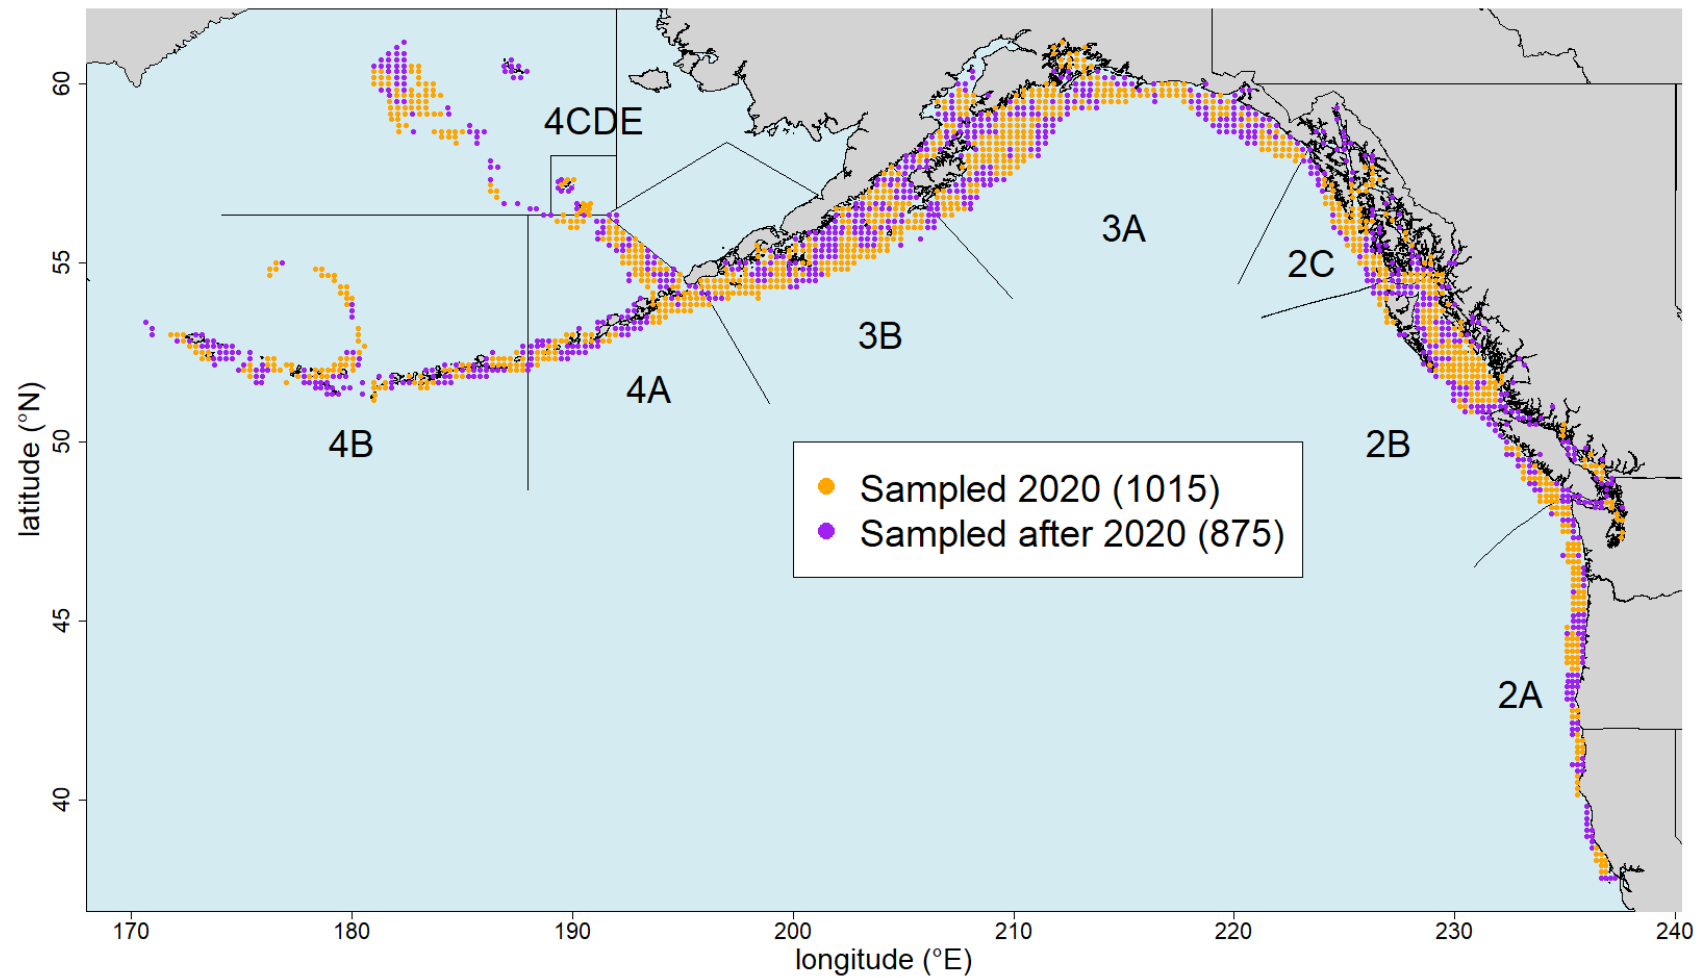 60
55
50
45
40
latitude (°N)
4CDE
3A
2C
3B
4A
4B
2B
2A
Sampled 2020 (1015)
Sampled after 2020 (875)
170
180
190
200
210
220
230
240
longitude (°E)